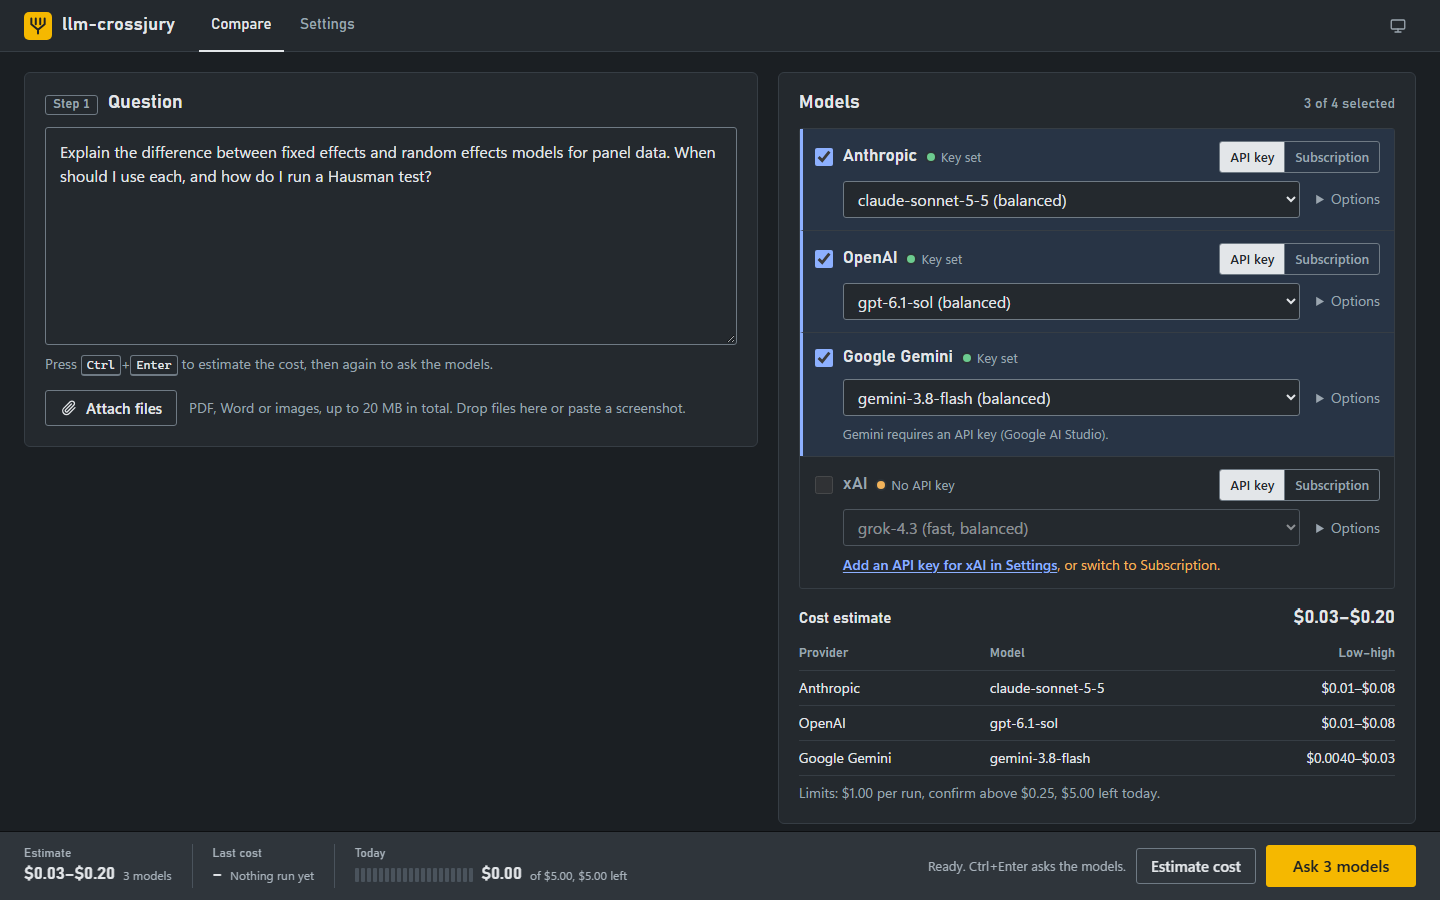 llm-crossjury Compare Settings
Step 1 Question
Explain the difference between fixed effects and random effects models for panel data. When
should I use each, and how do I run a Hausman test?
Press Ctrl+Enter to estimate the cost, then again to ask the models.
Attach files PDF, Word or images, up to 20 MB in total. Drop files here or paste a screenshot.
Models 3 of 4 selected
Anthropic Key set API key Subscription
claude-sonnet-5-5 (balanced) Options
OpenAI Key set API key Subscription
gpt-6.1-sol (balanced) Options
Google Gemini Key set
gemini-3.8-flash (balanced) Options
Gemini requires an API key (Google AI Studio).
xAI No API key API key Subscription
grok-4.3 (fast, balanced) Options
Add an API key for xAI in Settings, or switch to Subscription.
Cost estimate $0.03–$0.20
Provider Model Low–high
Anthropic claude-sonnet-5-5 $0.01–$0.08
OpenAI gpt-6.1-sol $0.01–$0.08
Google Gemini gemini-3.8-flash $0.0040–$0.03
Limits: $1.00 per run, confirm above $0.25, $5.00 left today.
Estimate
$0.03–$0.20 3 models
Last cost
– Nothing run yet
Today
$0.00 of $5.00, $5.00 left
Ready. Ctrl+Enter asks the models. Estimate cost Ask 3 models